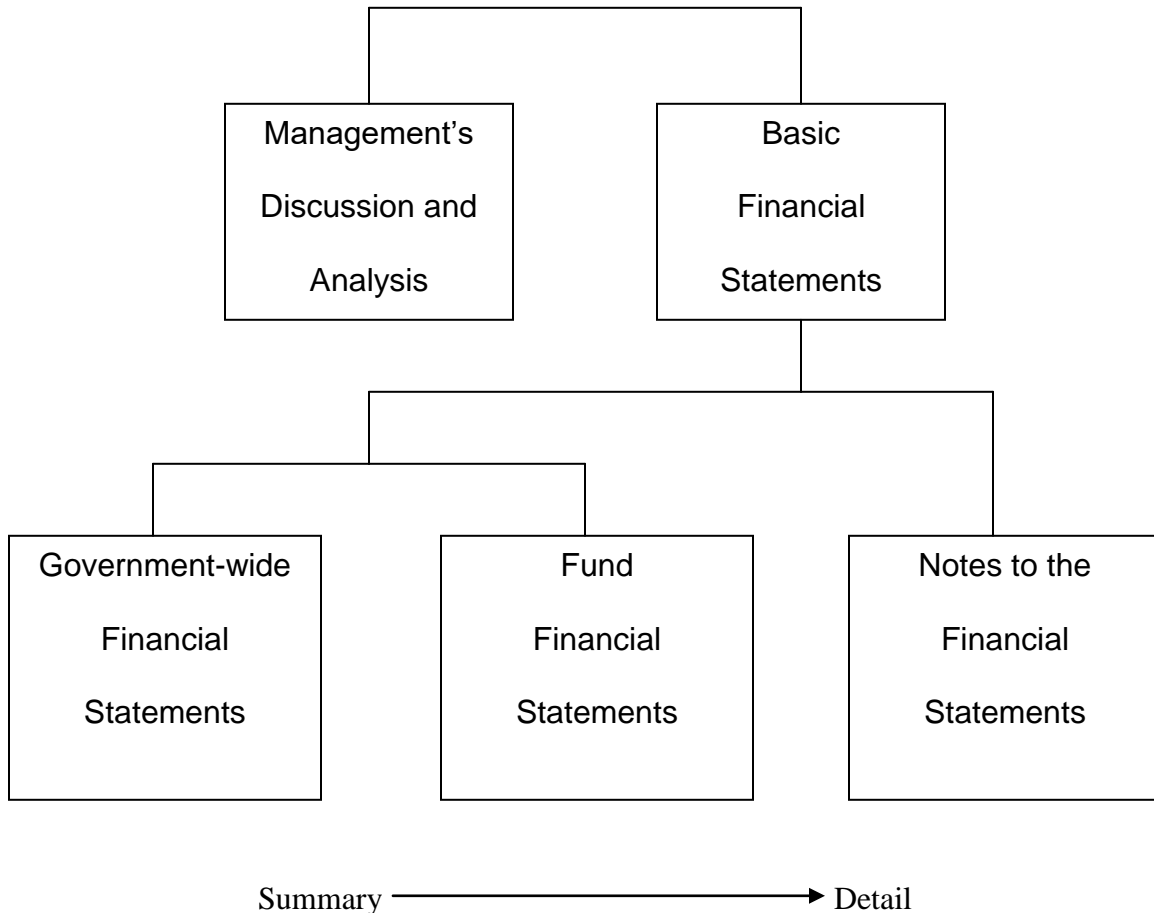 Management’s
Discussion and
Analysis
Basic
Financial
Statements
Government-wide
Financial
Statements
Fund
Financial
Statements
Notes to the
Financial
Statements
Summary
Detail